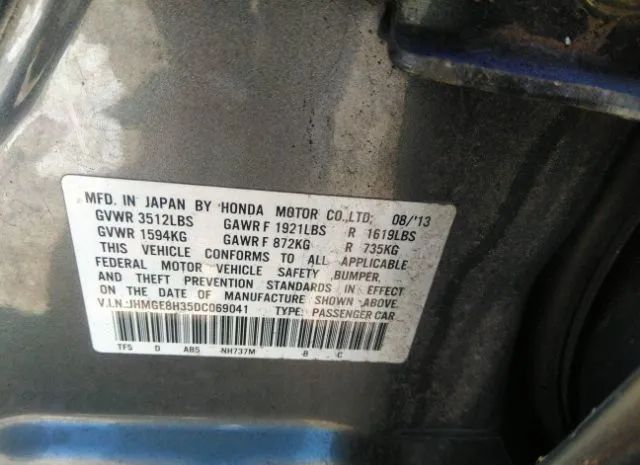 MFD. IN JAPAN BY HONDA MOTOR CO.,LTD. 08/'13
GVWR 3512LBS GAWR F 1921LBS R 1619LBS
GVWR 1594KG GAWR F 872KG R 735KG
THIS VEHICLE CONFORMS TO ALL APPLICABLE
FEDERAL MOTOR VEHICLE SAFETY, BUMPER,
AND THEFT PREVENTION STANDARDS IN EFFECT
ON THE DATE OF MANUFACTURE SHOWN ABOVE.
V.I.N.:JHMGE8H35DC069041 TYPE: PASSENGER CAR
TF5 D AB5 NH737M B C